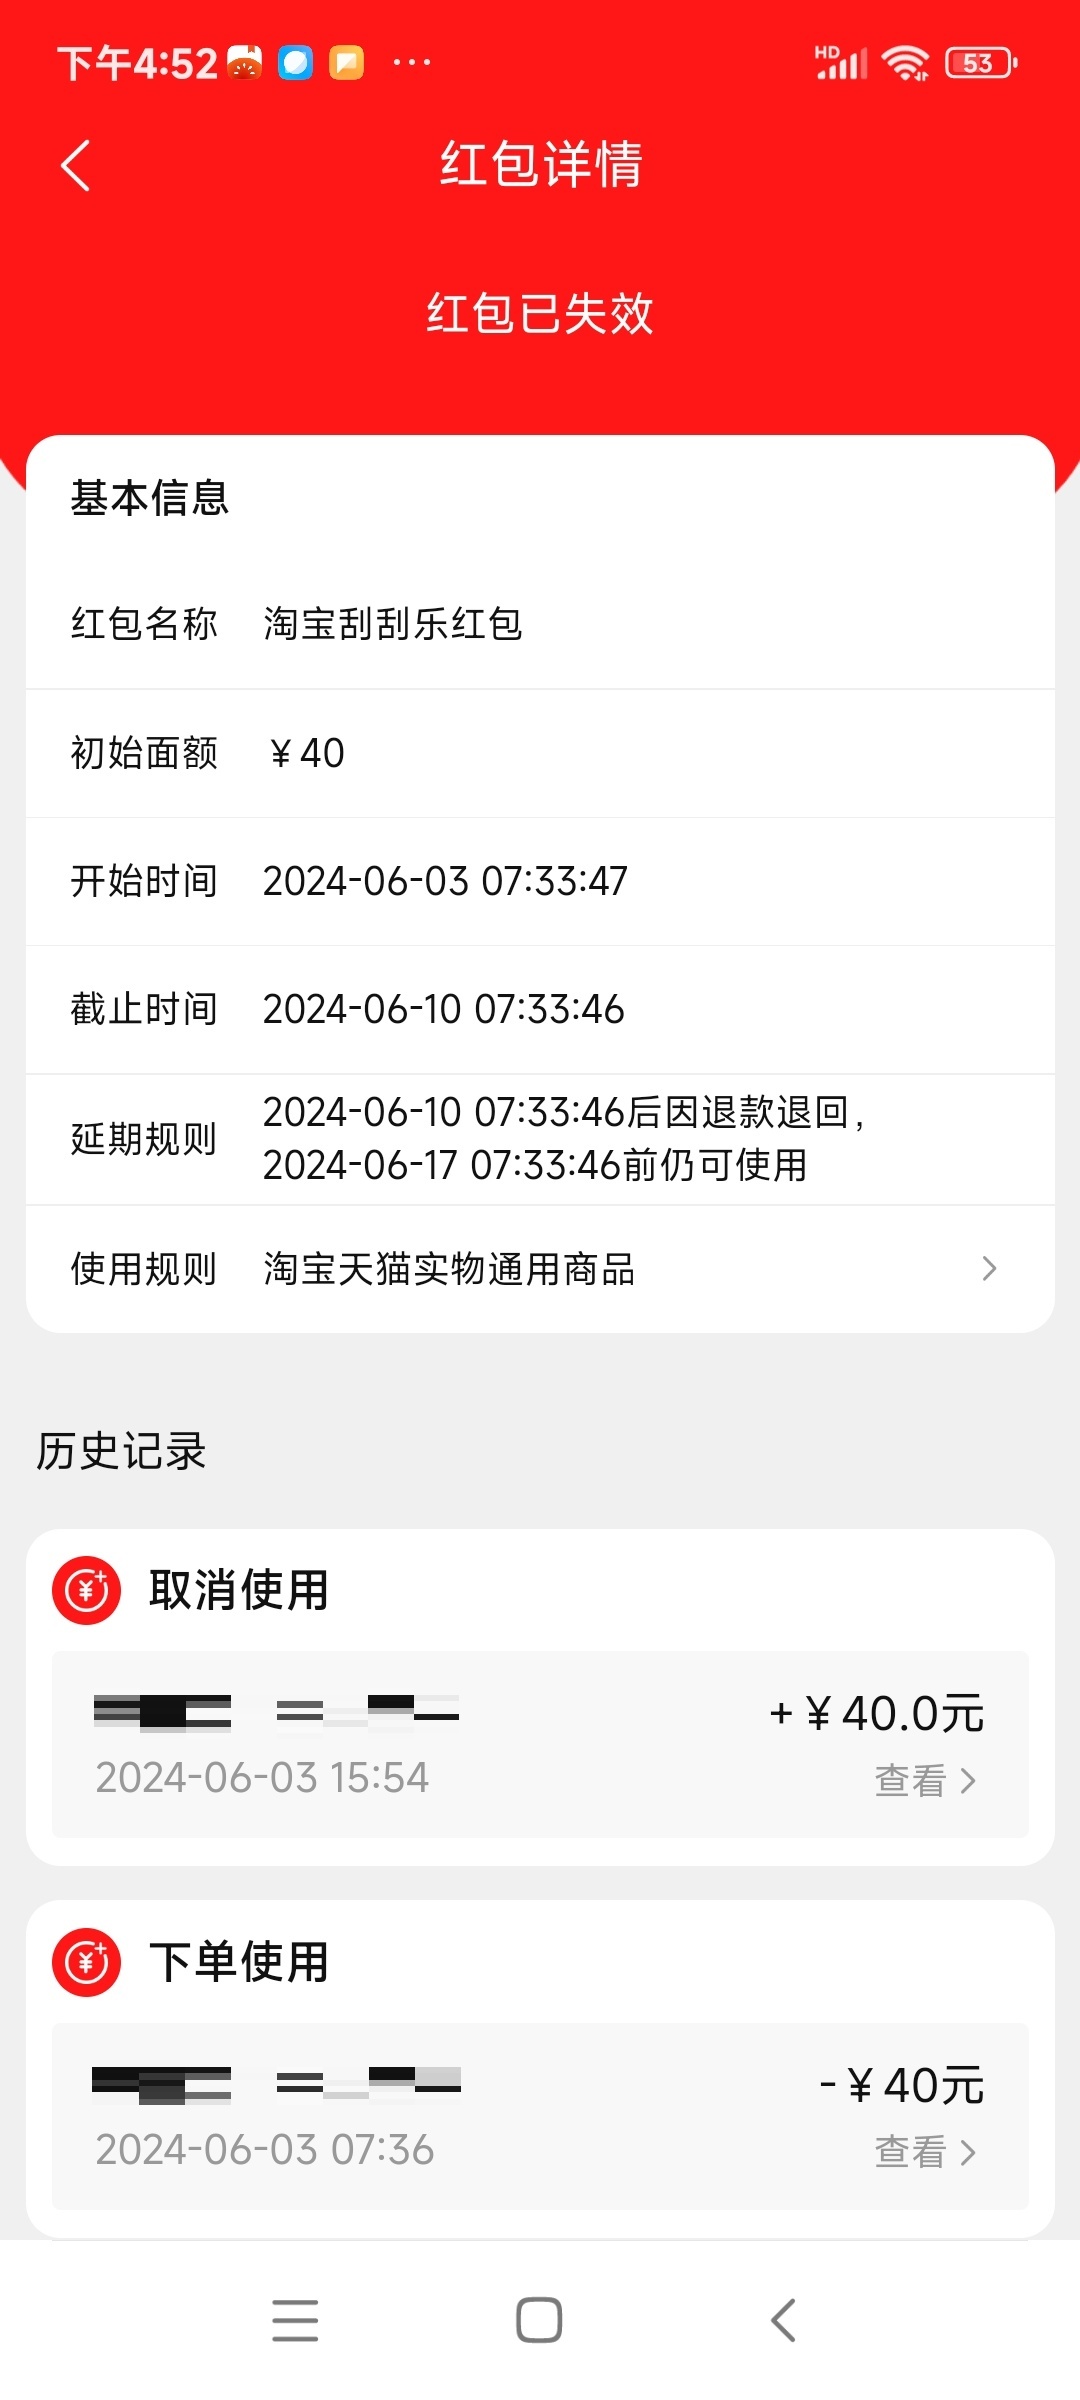 下午4:52
HD
53
红包详情
红包已失效
基本信息
红包名称 淘宝刮刮乐红包
初始面额 ¥40
开始时间 2024-06-03 07:33:47
截止时间 2024-06-10 07:33:46
延期规则 2024-06-10 07:33:46后因退款退回，
2024-06-17 07:33:46前仍可使用
使用规则 淘宝天猫实物通用商品
历史记录
取消使用
+¥40.0元
2024-06-03 15:54 查看
下单使用
-¥40元
2024-06-03 07:36 查看